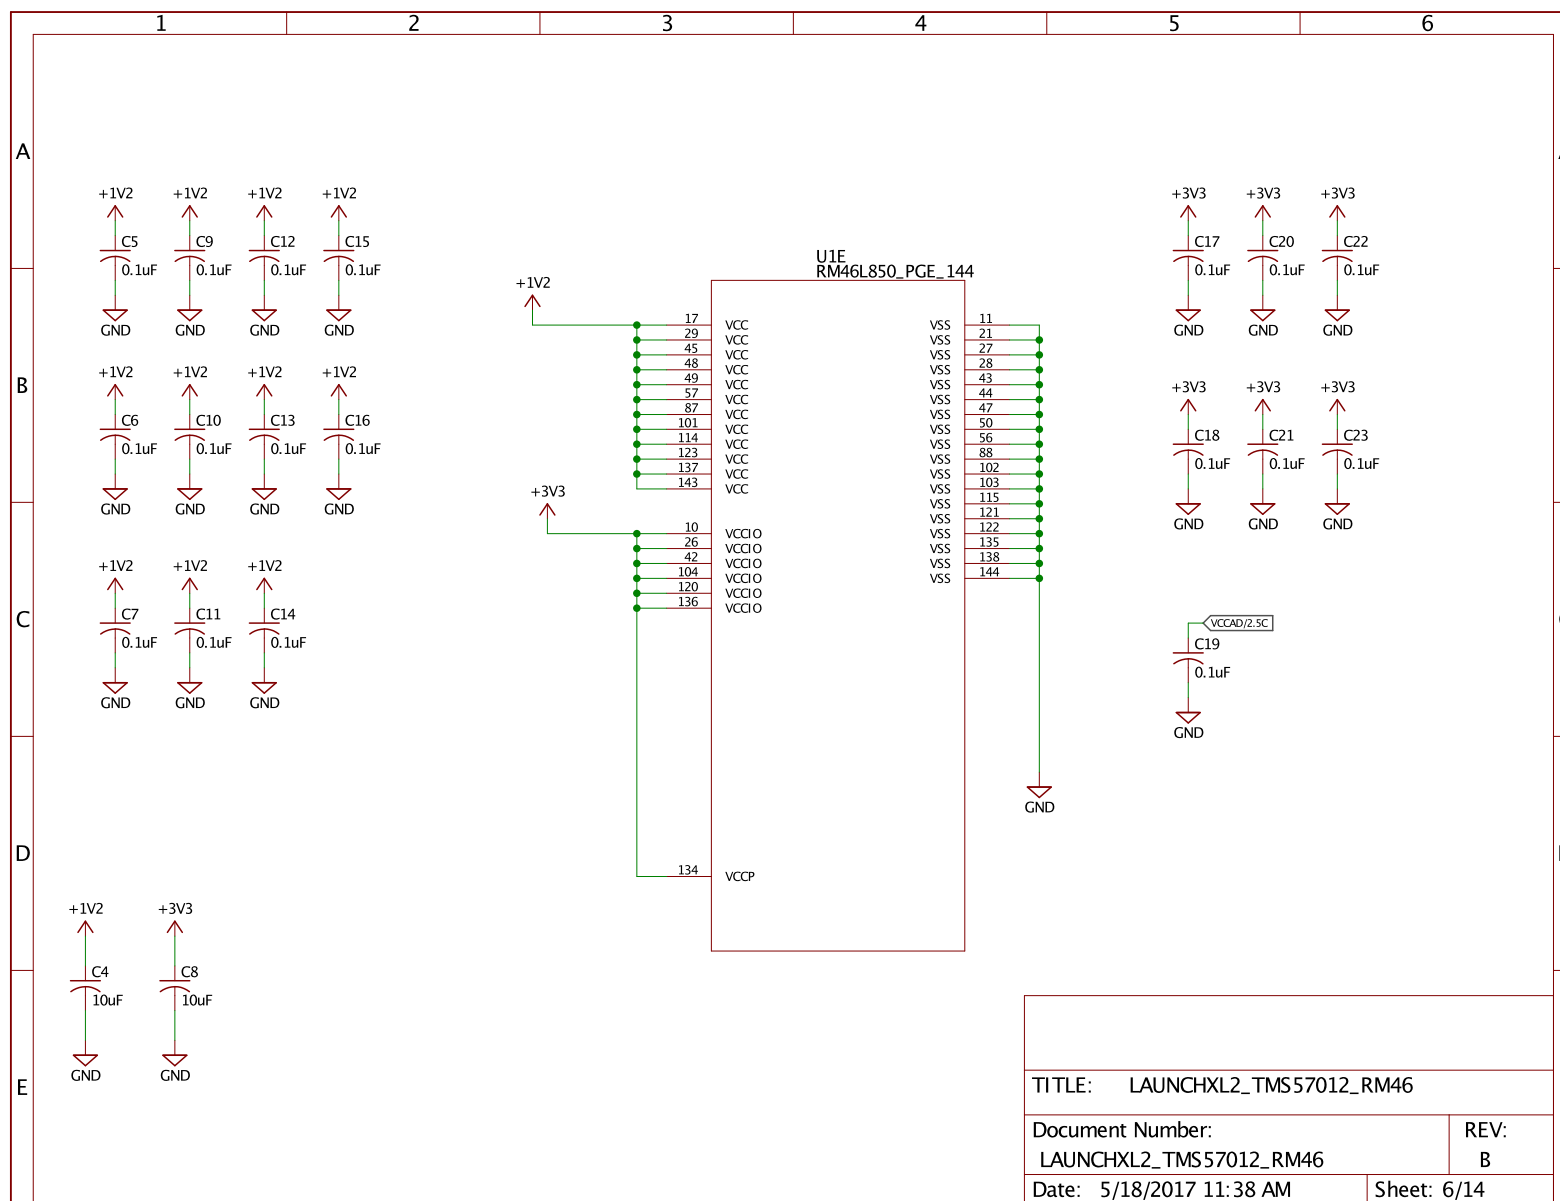 1 2 3 4 5 6
A
+1V2 +1V2 +1V2 +1V2 +3V3 +3V3 +3V3
C5 C9 C12 C15 C17 C20 C22
0.1uF 0.1uF 0.1uF 0.1uF 0.1uF 0.1uF 0.1uF
GND GND GND GND GND GND GND
U1E
RM46L850_PGE_144
+1V2
17 VCC VSS 11
29 VCC VSS 21
45 VCC VSS 27
48 VCC VSS 28
49 VCC VSS 43
57 VCC VSS 44
87 VCC VSS 47
101 VCC VSS 50
114 VCC VSS 56
123 VCC VSS 88
137 VCC VSS 102
143 VCC VSS 103
VSS 115
VSS 121
+3V3
10 VCCIO VSS 122
26 VCCIO VSS 135
42 VCCIO VSS 138
104 VCCIO VSS 144
120 VCCIO
136 VCCIO
134 VCCP
GND
B
+1V2 +1V2 +1V2 +1V2 +3V3 +3V3 +3V3
C6 C10 C13 C16 C18 C21 C23
0.1uF 0.1uF 0.1uF 0.1uF 0.1uF 0.1uF 0.1uF
GND GND GND GND GND GND GND
C
+1V2 +1V2 +1V2
C7 C11 C14
0.1uF 0.1uF 0.1uF
GND GND GND
VCCAD/2.5C
C19
0.1uF
GND
D
+1V2 +3V3
C4 C8
10uF 10uF
GND GND
E
TITLE: LAUNCHXL2_TMS57012_RM46
Document Number: REV:
LAUNCHXL2_TMS57012_RM46 B
Date: 5/18/2017 11:38 AM Sheet: 6/14